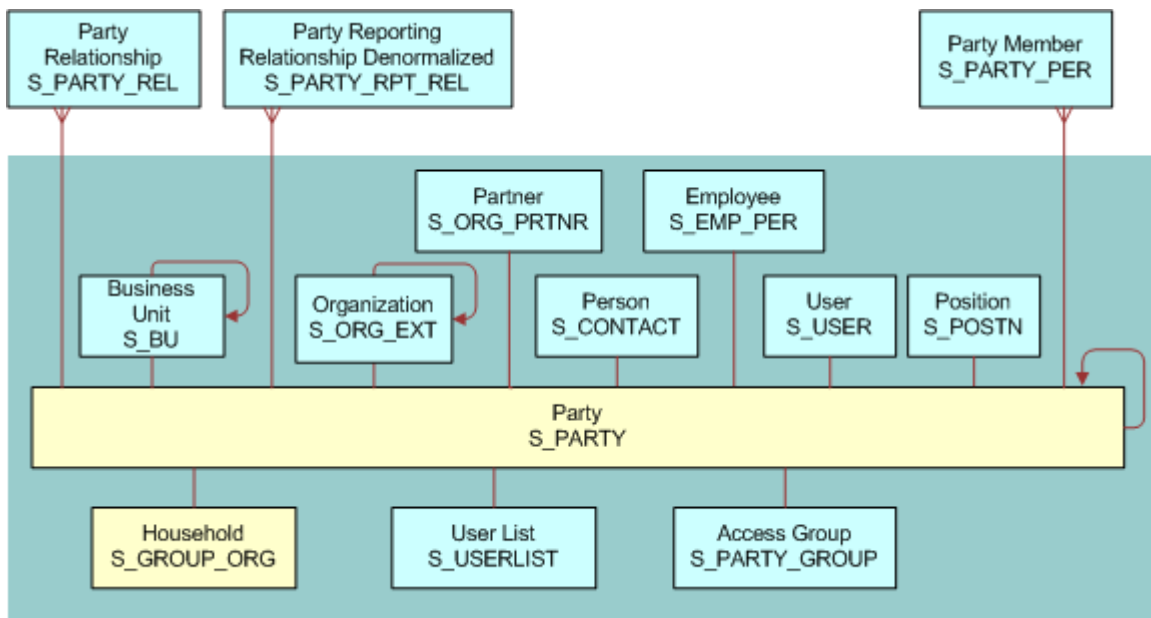 Party
Relationship
S_PARTY_REL
Party Reporting
Relationship Denormalized
S_PARTY_RPT_REL
Party Member
S_PARTY_PER
Partner
S_ORG_PRTNR
Employee
S_EMP_PER
Business
Unit
S_BU
Organization
S_ORG_EXT
Person
S_CONTACT
User
S_USER
Position
S_POSTN
Party
S_PARTY
Household
S_GROUP_ORG
User List
S_USERLIST
Access Group
S_PARTY_GROUP